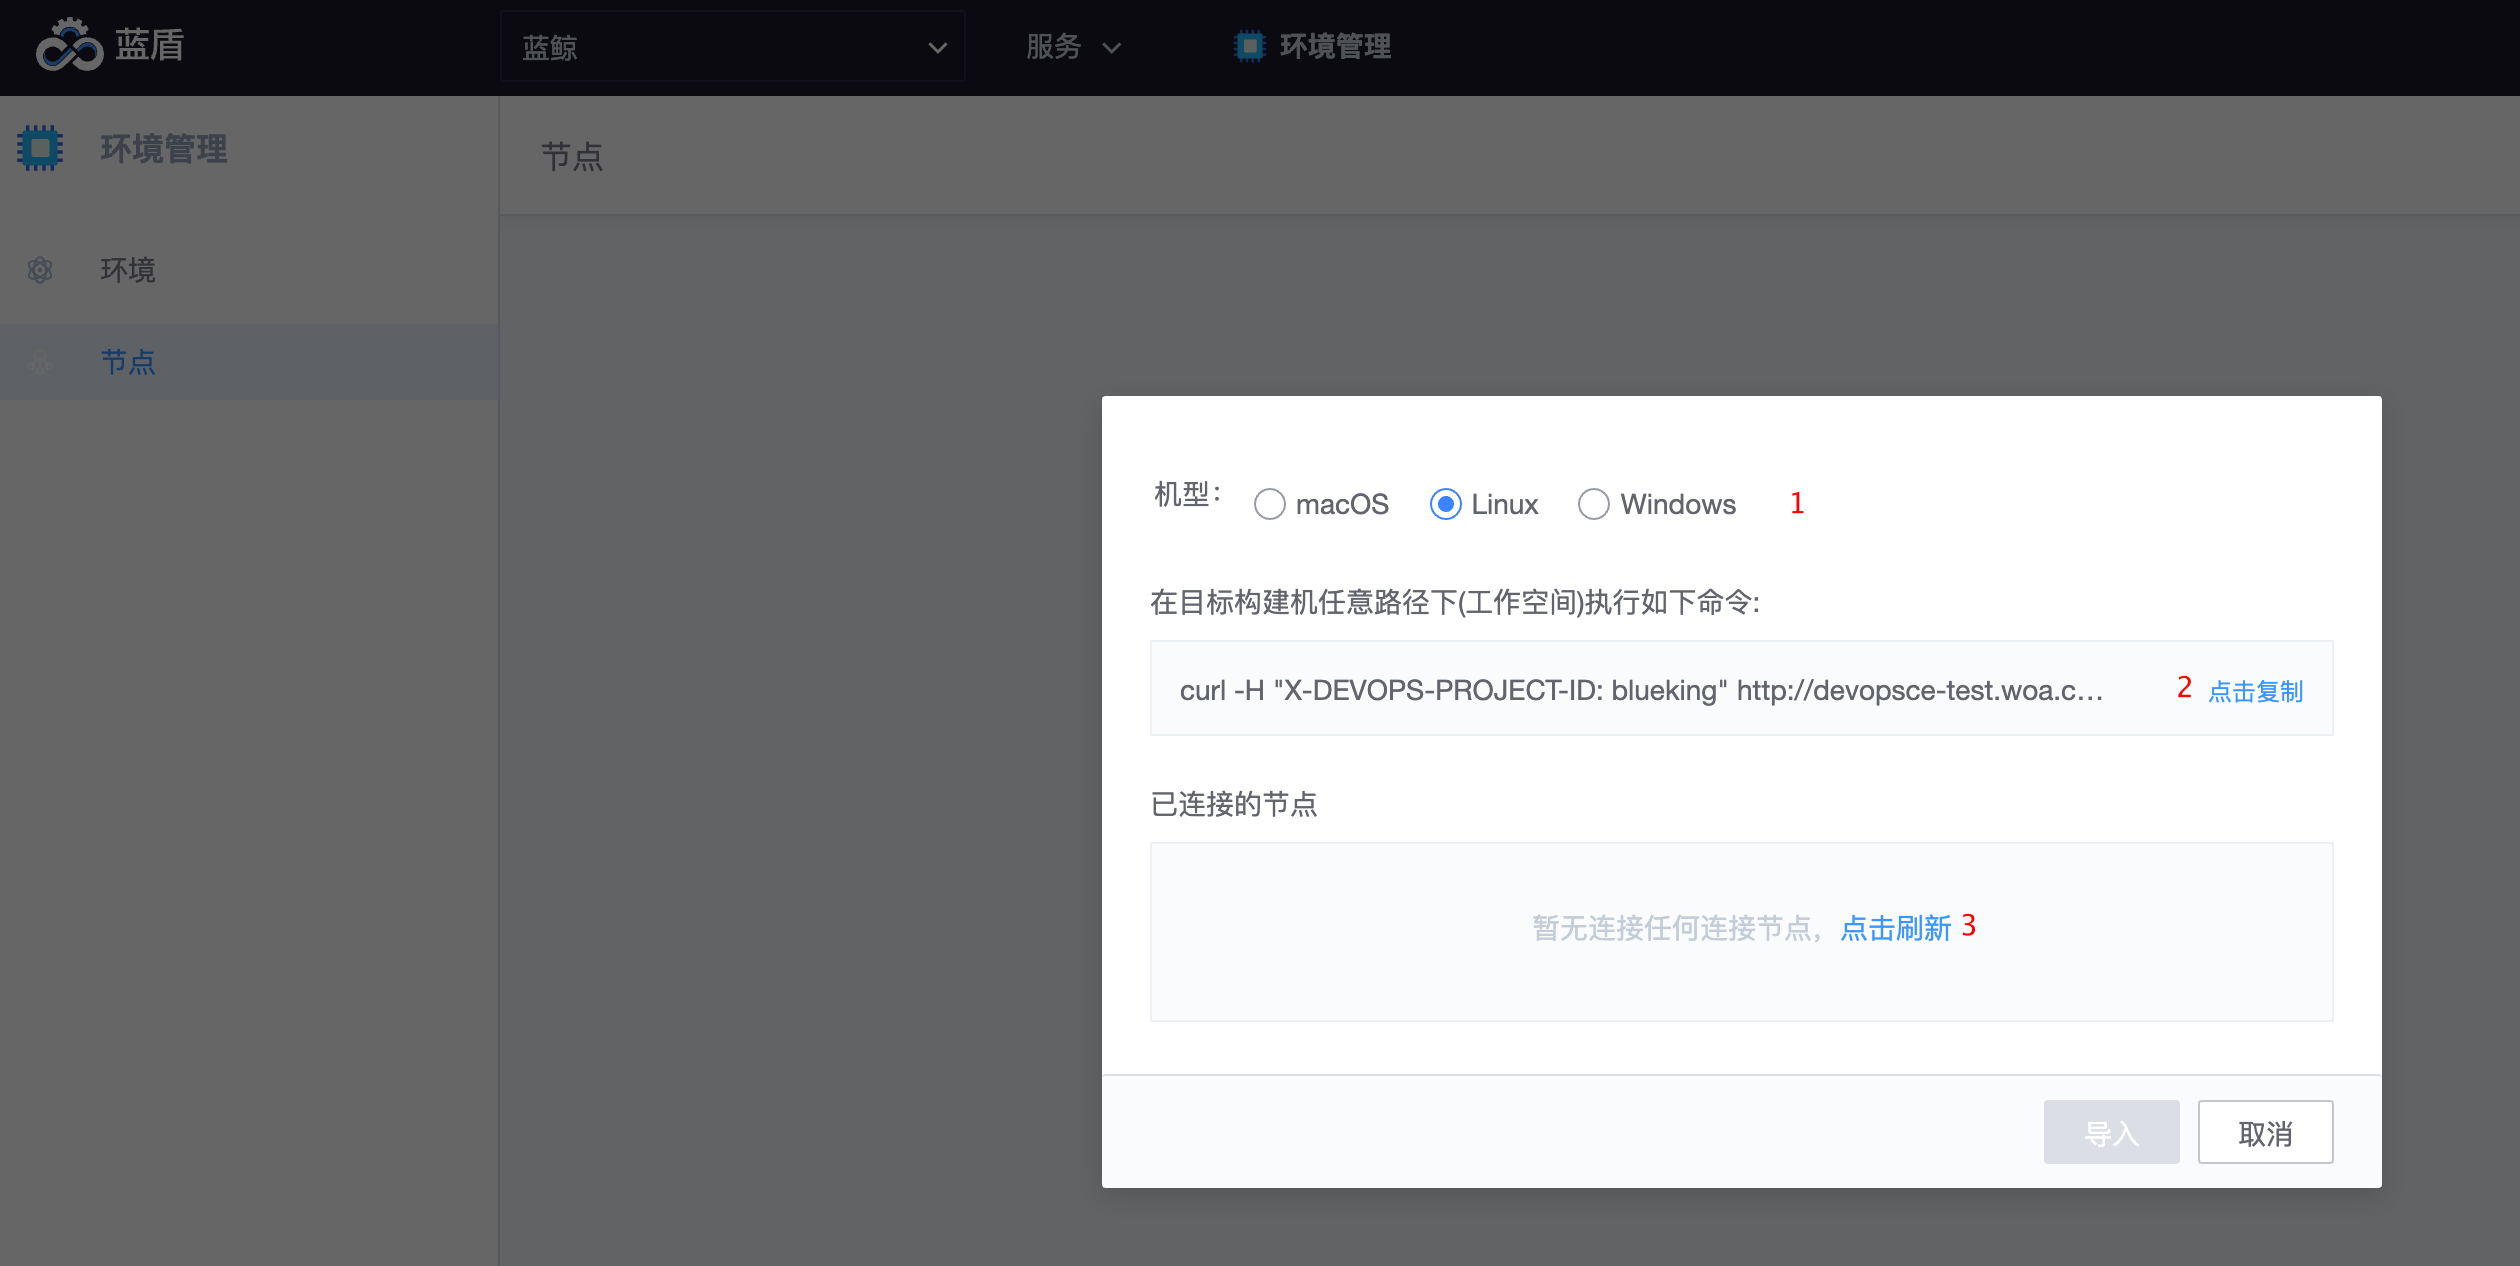 蓝盾
蓝鲸
服务
环境管理
环境管理
节点
环境
节点
机型： macOS Linux Windows 1
在目标构建机任意路径下(工作空间)执行如下命令:
curl -H "X-DEVOPS-PROJECT-ID: blueking" http://devopsce-test.woa.c... 2 点击复制
已连接的节点
暂无连接任何连接节点，点击刷新 3
导入 取消